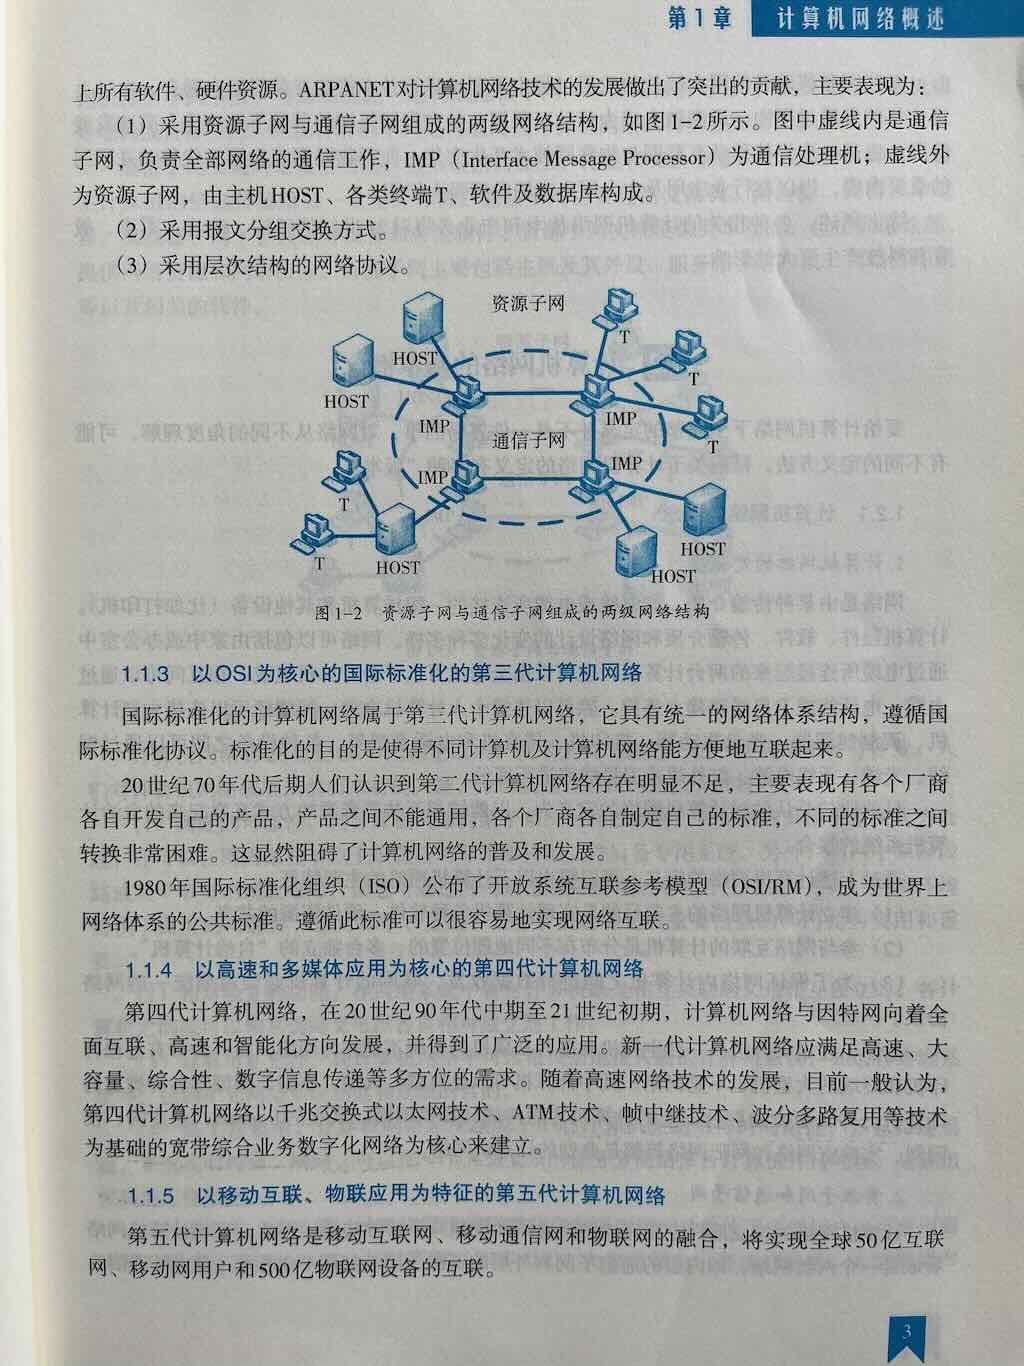 第1章 计算机网络概述
上所有软件、硬件资源。ARPANET对计算机网络技术的发展做出了突出的贡献，主要表现为：
（1）采用资源子网与通信子网组成的两级网络结构，如图1-2所示。图中虚线内是通信
子网，负责全部网络的通信工作，IMP（Interface Message Processor）为通信处理机；虚线外
为资源子网，由主机HOST、各类终端T、软件及数据库构成。
（2）采用报文分组交换方式。
（3）采用层次结构的网络协议。
资源子网
T
HOST
T
HOST
IMP
IMP
通信子网
T
IMP
IMP
T
HOST
T
HOST
HOST
图1-2 资源子网与通信子网组成的两级网络结构
1.1.3 以OSI为核心的国际标准化的第三代计算机网络
国际标准化的计算机网络属于第三代计算机网络，它具有统一的网络体系结构，遵循国
际标准化协议。标准化的目的是使得不同计算机及计算机网络能方便地互联起来。
20世纪70年代后期人们认识到第二代计算机网络存在明显不足，主要表现有各个厂商
各自开发自己的产品，产品之间不能通用，各个厂商各自制定自己的标准，不同的标准之间
转换非常困难。这显然阻碍了计算机网络的普及和发展。
1980年国际标准化组织（ISO）公布了开放系统互联参考模型（OSI/RM），成为世界上
网络体系的公共标准。遵循此标准可以很容易地实现网络互联。
1.1.4 以高速和多媒体应用为核心的第四代计算机网络
第四代计算机网络，在20世纪90年代中期至21世纪初期，计算机网络与因特网向着全
面互联、高速和智能化方向发展，并得到了广泛的应用。新一代计算机网络应满足高速、大
容量、综合性、数字信息传递等多方位的需求。随着高速网络技术的发展，目前一般认为，
第四代计算机网络以千兆交换式以太网技术、ATM技术、帧中继技术、波分多路复用等技术
为基础的宽带综合业务数字化网络为核心来建立。
1.1.5 以移动互联、物联应用为特征的第五代计算机网络
第五代计算机网络是移动互联网、移动通信网和物联网的融合，将实现全球50亿互联
网、移动网用户和500亿物联网设备的互联。
3